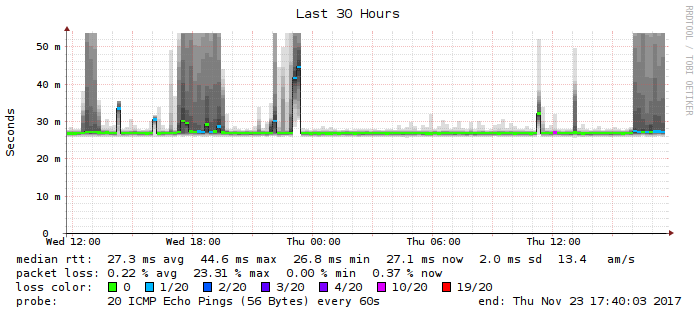 Last 30 Hours
RRDTOOL / TOBI OETIKER
Seconds
50 m
40 m
30 m
20 m
10 m
0
Wed 12:00 Wed 18:00 Thu 00:00 Thu 06:00 Thu 12:00
median rtt: 27.3 ms avg 44.6 ms max 26.8 ms min 27.1 ms now 2.0 ms sd 13.4 am/s
packet loss: 0.22 % avg 23.31 % max 0.00 % min 0.37 % now
loss color: 0 1/20 2/20 3/20 4/20 10/20 19/20
probe: 20 ICMP Echo Pings (56 Bytes) every 60s end: Thu Nov 23 17:40:03 2017